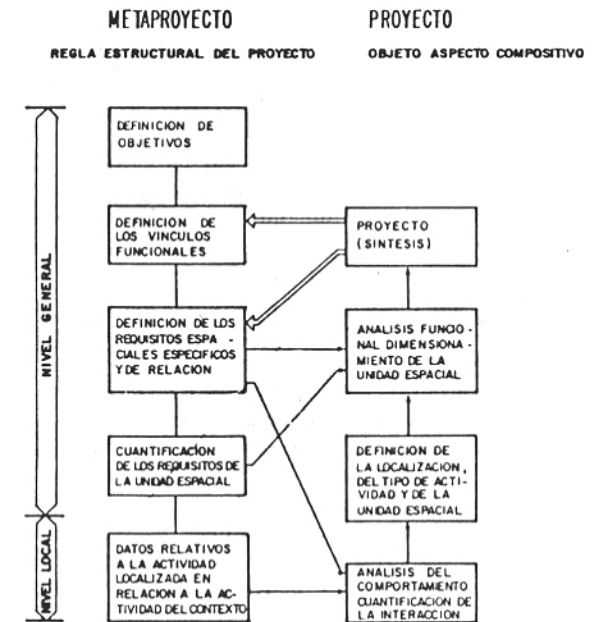 METAPROYECTO
REGLA ESTRUCTURAL DEL PROYECTO
PROYECTO
OBJETO ASPECTO COMPOSITIVO
NIVEL GENERAL
NIVEL LOCAL
DEFINICION DE
OBJETIVOS
DEFINICION DE
LOS VINCULOS
FUNCIONALES
DEFINICION DE LOS
REQUISITOS ESPA -
CIALES ESPECIFICOS
Y DE RELACION
CUANTIFICACION
DE LOS REQUISITOS DE
LA UNIDAD ESPACIAL
DATOS RELATIVOS
A LA ACTIVIDAD
LOCALIZADA EN
RELACION A LA AC-
TIVIDAD DEL CONTEXTO
PROYECTO
(SINTESIS)
ANALISIS FUNCIO -
NAL DIMENSIONA -
MIENTO DE LA
UNIDAD ESPACIAL
DEFINICION DE
LA LOCALIZACION,
DEL TIPO DE ACTI-
VIDAD Y DE LA
UNIDAD ESPACIAL
ANALISIS DEL
COMPORTAMIENTO
CUANTIFICACION DE
LA INTERACCION